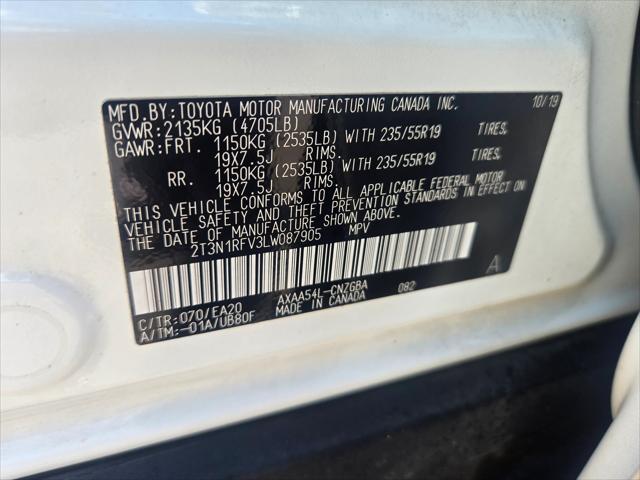 MFD.BY:TOYOTA MOTOR MANUFACTURING CANADA INC. 10/19
GVWR:2135KG (4705LB)
GAWR:FRT. 1150KG (2535LB) WITH 235/55R19 TIRES,
19X7.5J RIMS.
RR. 1150KG (2535LB) WITH 235/55R19 TIRES,
19X7.5J RIMS.
THIS VEHICLE CONFORMS TO ALL APPLICABLE FEDERAL MOTOR
VEHICLE SAFETY AND THEFT PREVENTION STANDARDS IN EFFECT ON
THE DATE OF MANUFACTURE SHOWN ABOVE.
2T3N1RFV3LW087905 MPV
C/TR:070/EA20 AXAA54L-CNZGBA 082 A
A/TM:-01A/UB80F MADE IN CANADA